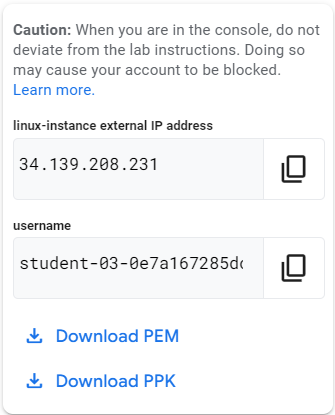 Caution: When you are in the console, do not
deviate from the lab instructions. Doing so
may cause your account to be blocked.
Learn more.
linux-instance external IP address
34.139.208.231
username
student-03-0e7a167285dc
Download PEM
Download PPK